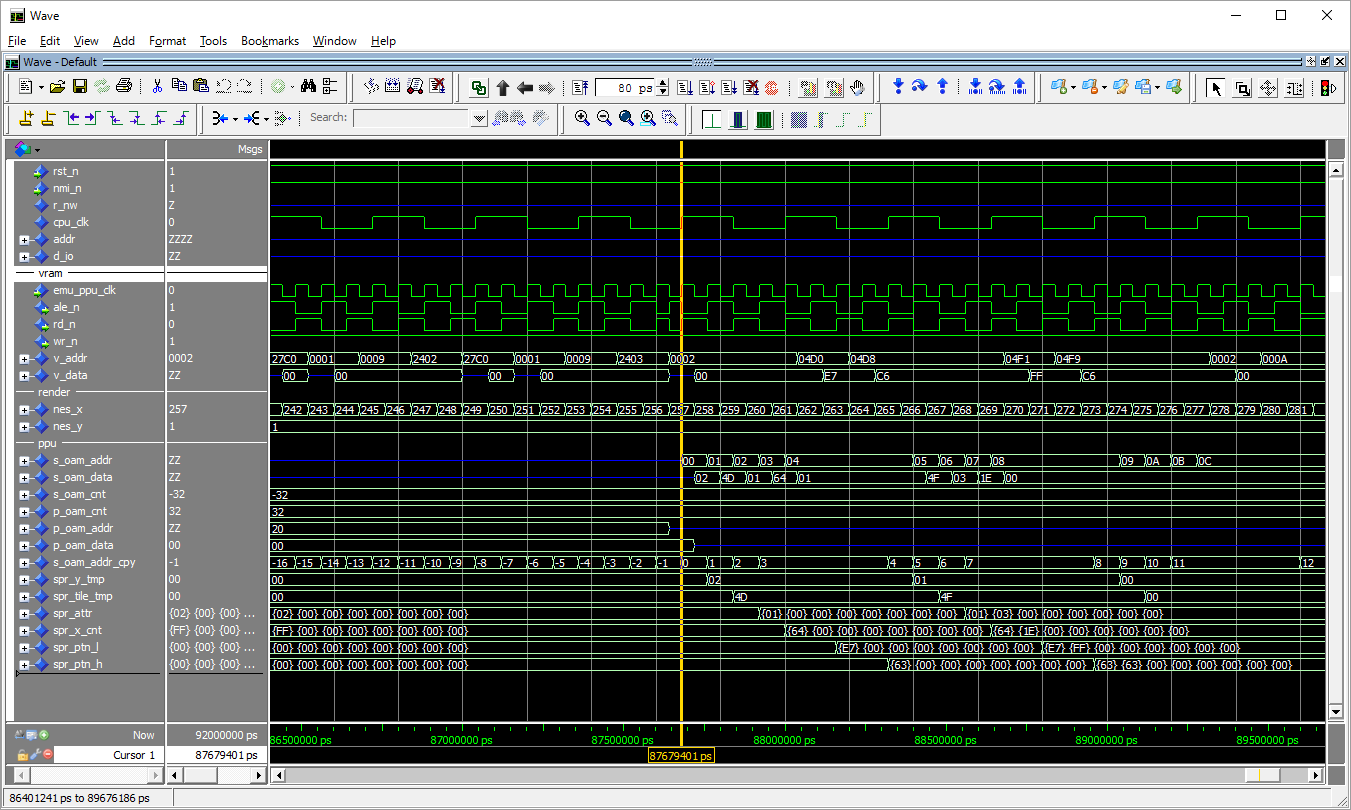 Wave
File Edit View Add Format Tools Bookmarks Window Help
Wave - Default
80 ps
Search:
Msgs
rst_n 1
nmi_n 1
r_nw Z
cpu_clk 0
addr ZZZZ
d_io ZZ
vram
emu_ppu_clk 0
ale_n 1
rd_n 0
wr_n 1
v_addr 0002 27C0 0001 0009 2402 27C0 0001 0009 2403 0002 04D0 04D8 04F1 04F9 0002 000A
v_data ZZ 00 00 00 00 00 E7 C6 FF C6 00
render
nes_x 257 242 243 244 245 246 247 248 249 250 251 252 253 254 255 256 257 258 259 260 261 262 263 264 265 266 267 268 269 270 271 272 273 274 275 276 277 278 279 280 281
nes_y 1 1
ppu
s_oam_addr ZZ 00 01 02 03 04 05 06 07 08 09 0A 0B 0C
s_oam_data ZZ 02 4D 01 64 01 4F 03 1E 00
s_oam_cnt -32 -32
p_oam_cnt 32 32
p_oam_addr ZZ 20
p_oam_data 00 00
s_oam_addr_cpy -1 -16 -15 -14 -13 -12 -11 -10 -9 -8 -7 -6 -5 -4 -3 -2 -1 0 1 2 3 4 5 6 7 8 9 10 11 12
spr_y_tmp 00 00 02 01 00
spr_tile_tmp 00 00 4D 4F 00
spr_attr {02} {00} {00} ... {02} {00} {00} {00} {00} {00} {00} {00} {01} {00} {00} {00} {00} {00} {00} {00} {01} {03} {00} {00} {00} {00} {00} {00}
spr_x_cnt {FF} {00} {00} ... {FF} {00} {00} {00} {00} {00} {00} {00} {64} {00} {00} {00} {00} {00} {00} {00} {64} {1E} {00} {00} {00} {00} {00} {00}
spr_ptn_l {00} {00} {00} ... {00} {00} {00} {00} {00} {00} {00} {00} {E7} {00} {00} {00} {00} {00} {00} {00} {E7} {FF} {00} {00} {00} {00} {00} {00}
spr_ptn_h {00} {00} {00} ... {00} {00} {00} {00} {00} {00} {00} {00} {63} {00} {00} {00} {00} {00} {00} {00} {63} {63} {00} {00} {00} {00} {00} {00}
Now 92000000 ps 86500000 ps 87000000 ps 87500000 ps 88000000 ps 88500000 ps 89000000 ps 89500000 ps
Cursor 1 87679401 ps 87679401 ps
86401241 ps to 89676186 ps